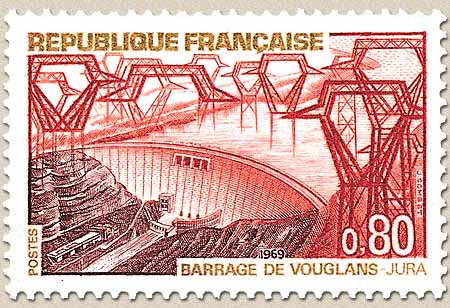 REPUBLIQUE FRANÇAISE
POSTES
1969
0,80
BARRAGE DE VOUGLANS-JURA